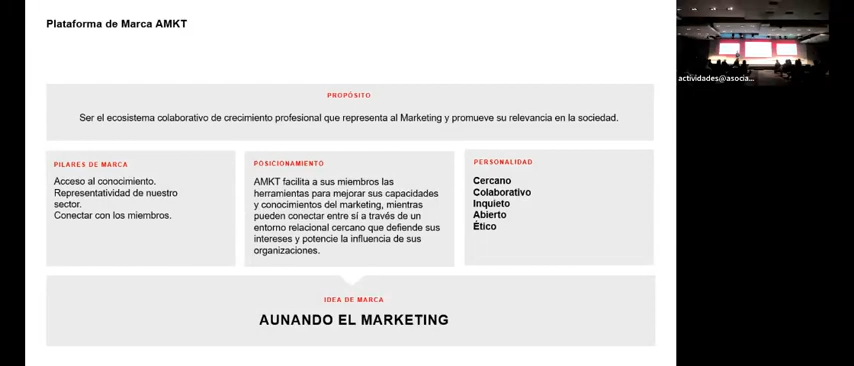 Plataforma de Marca AMKT
actividades@asocia...
PROPÓSITO
Ser el ecosistema colaborativo de crecimiento profesional que representa al Marketing y promueve su relevancia en la sociedad.
PILARES DE MARCA
Acceso al conocimiento.
Representatividad de nuestro
sector.
Conectar con los miembros.
POSICIONAMIENTO
AMKT facilita a sus miembros las
herramientas para mejorar sus capacidades
y conocimientos del marketing, mientras
pueden conectar entre sí a través de un
entorno relacional cercano que defiende sus
intereses y potencie la influencia de sus
organizaciones.
PERSONALIDAD
Cercano
Colaborativo
Inquieto
Abierto
Ético
IDEA DE MARCA
AUNANDO EL MARKETING